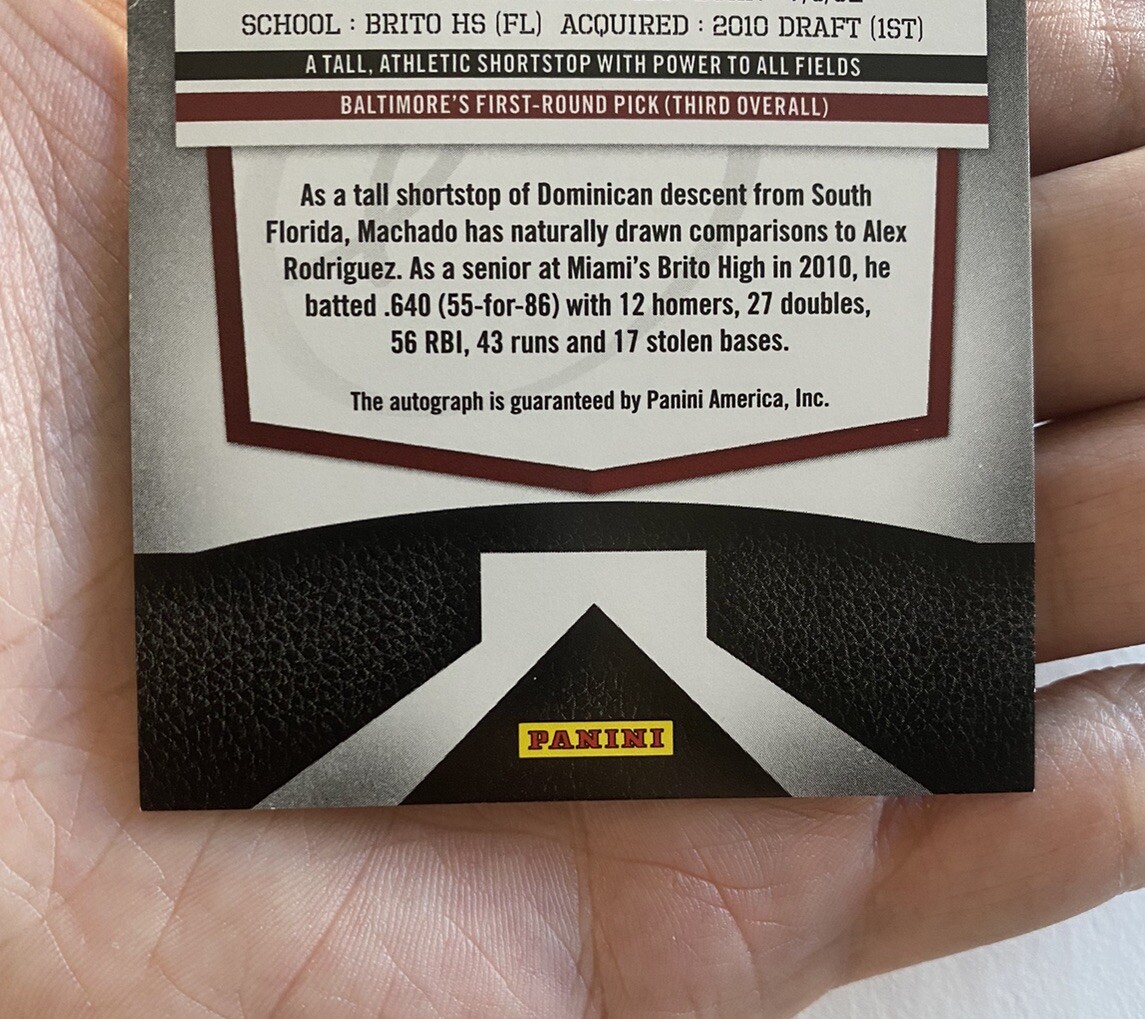 SCHOOL : BRITO HS (FL) ACQUIRED : 2010 DRAFT (1ST)
A TALL, ATHLETIC SHORTSTOP WITH POWER TO ALL FIELDS
BALTIMORE'S FIRST-ROUND PICK (THIRD OVERALL)
As a tall shortstop of Dominican descent from South
Florida, Machado has naturally drawn comparisons to Alex
Rodriguez. As a senior at Miami's Brito High in 2010, he
batted .640 (55-for-86) with 12 homers, 27 doubles,
56 RBI, 43 runs and 17 stolen bases.
The autograph is guaranteed by Panini America, Inc.
PANINI